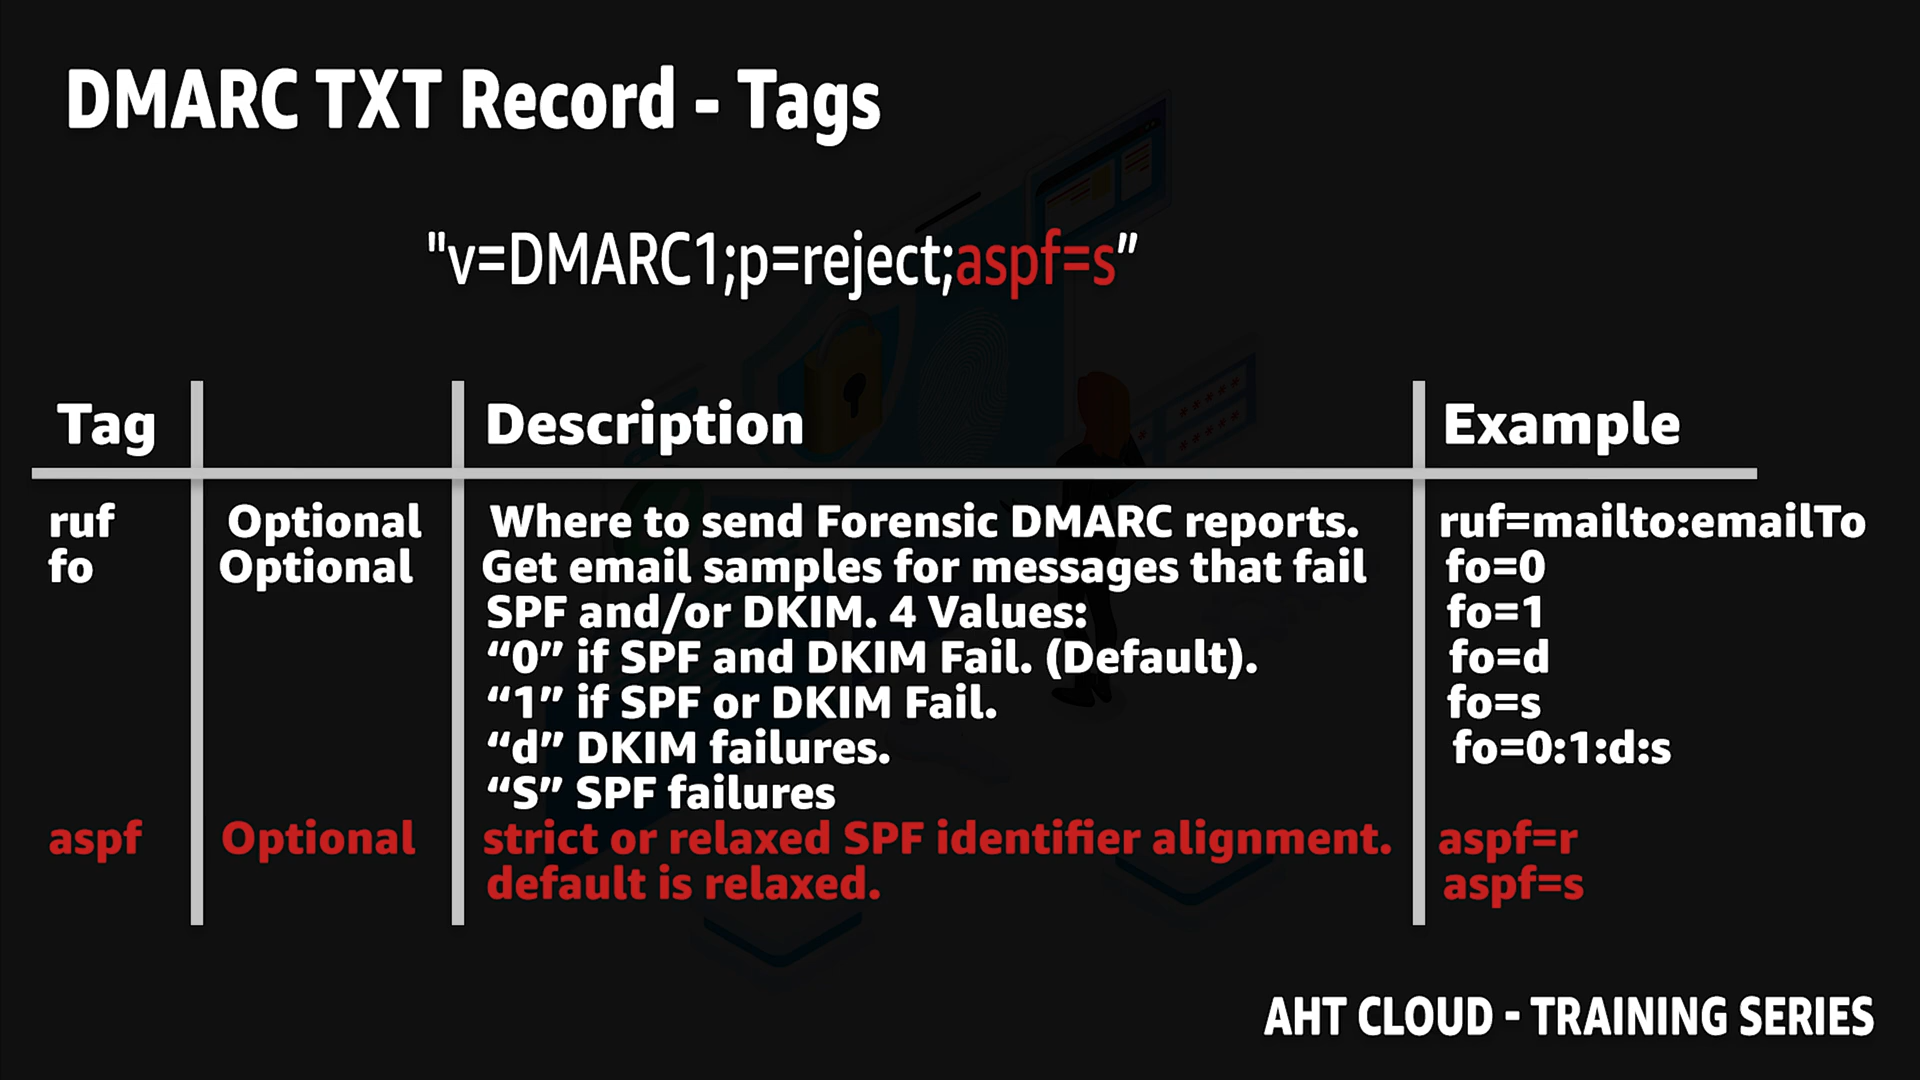 DMARC TXT Record - Tags
"v=DMARC1;p=reject;aspf=s”
Tag Description Example
ruf Optional Where to send Forensic DMARC reports. ruf=mailto:emailTo
fo Optional Get email samples for messages that fail fo=0
SPF and/or DKIM. 4 Values: fo=1
“0” if SPF and DKIM Fail. (Default). fo=d
“1” if SPF or DKIM Fail. fo=s
“d” DKIM failures. fo=0:1:d:s
“S” SPF failures
aspf Optional strict or relaxed SPF identifier alignment. aspf=r
default is relaxed. aspf=s
AHT CLOUD - TRAINING SERIES